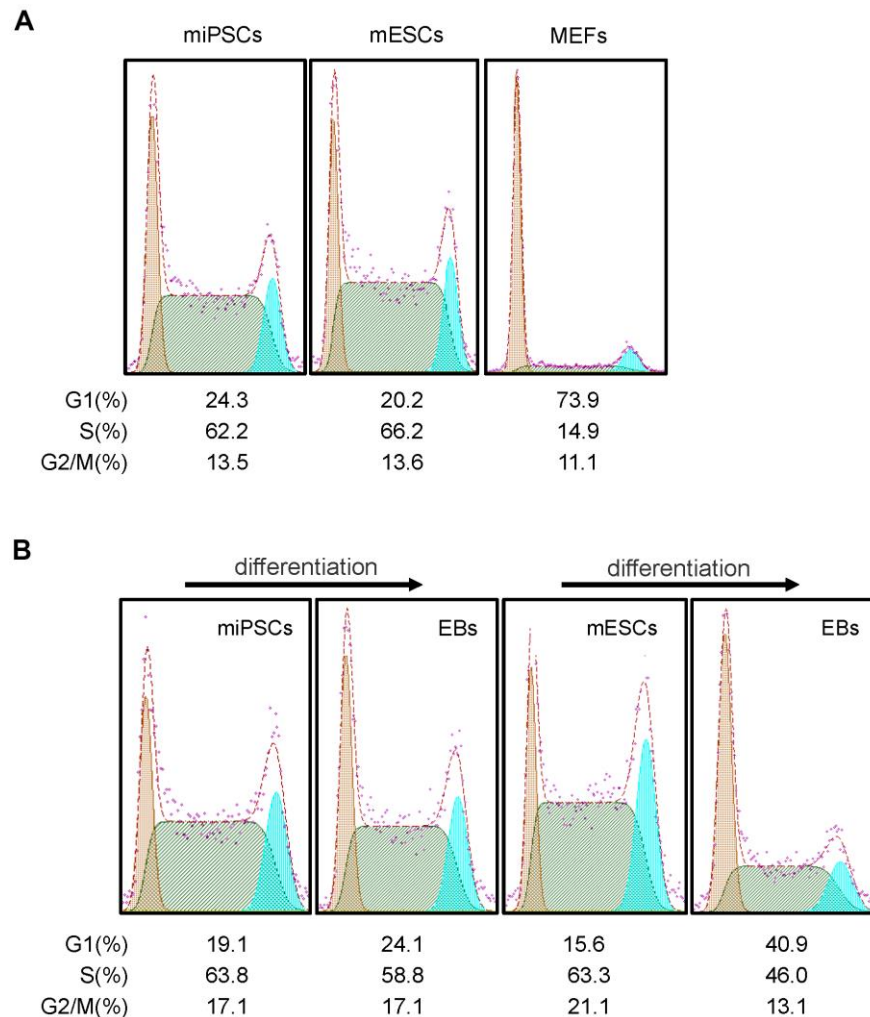 A
miPSCs mESCs MEFs
G1(%) 24.3 20.2 73.9
S(%) 62.2 66.2 14.9
G2/M(%) 13.5 13.6 11.1
B
differentiation differentiation
miPSCs EBs mESCs EBs
G1(%) 19.1 24.1 15.6 40.9
S(%) 63.8 58.8 63.3 46.0
G2/M(%) 17.1 17.1 21.1 13.1